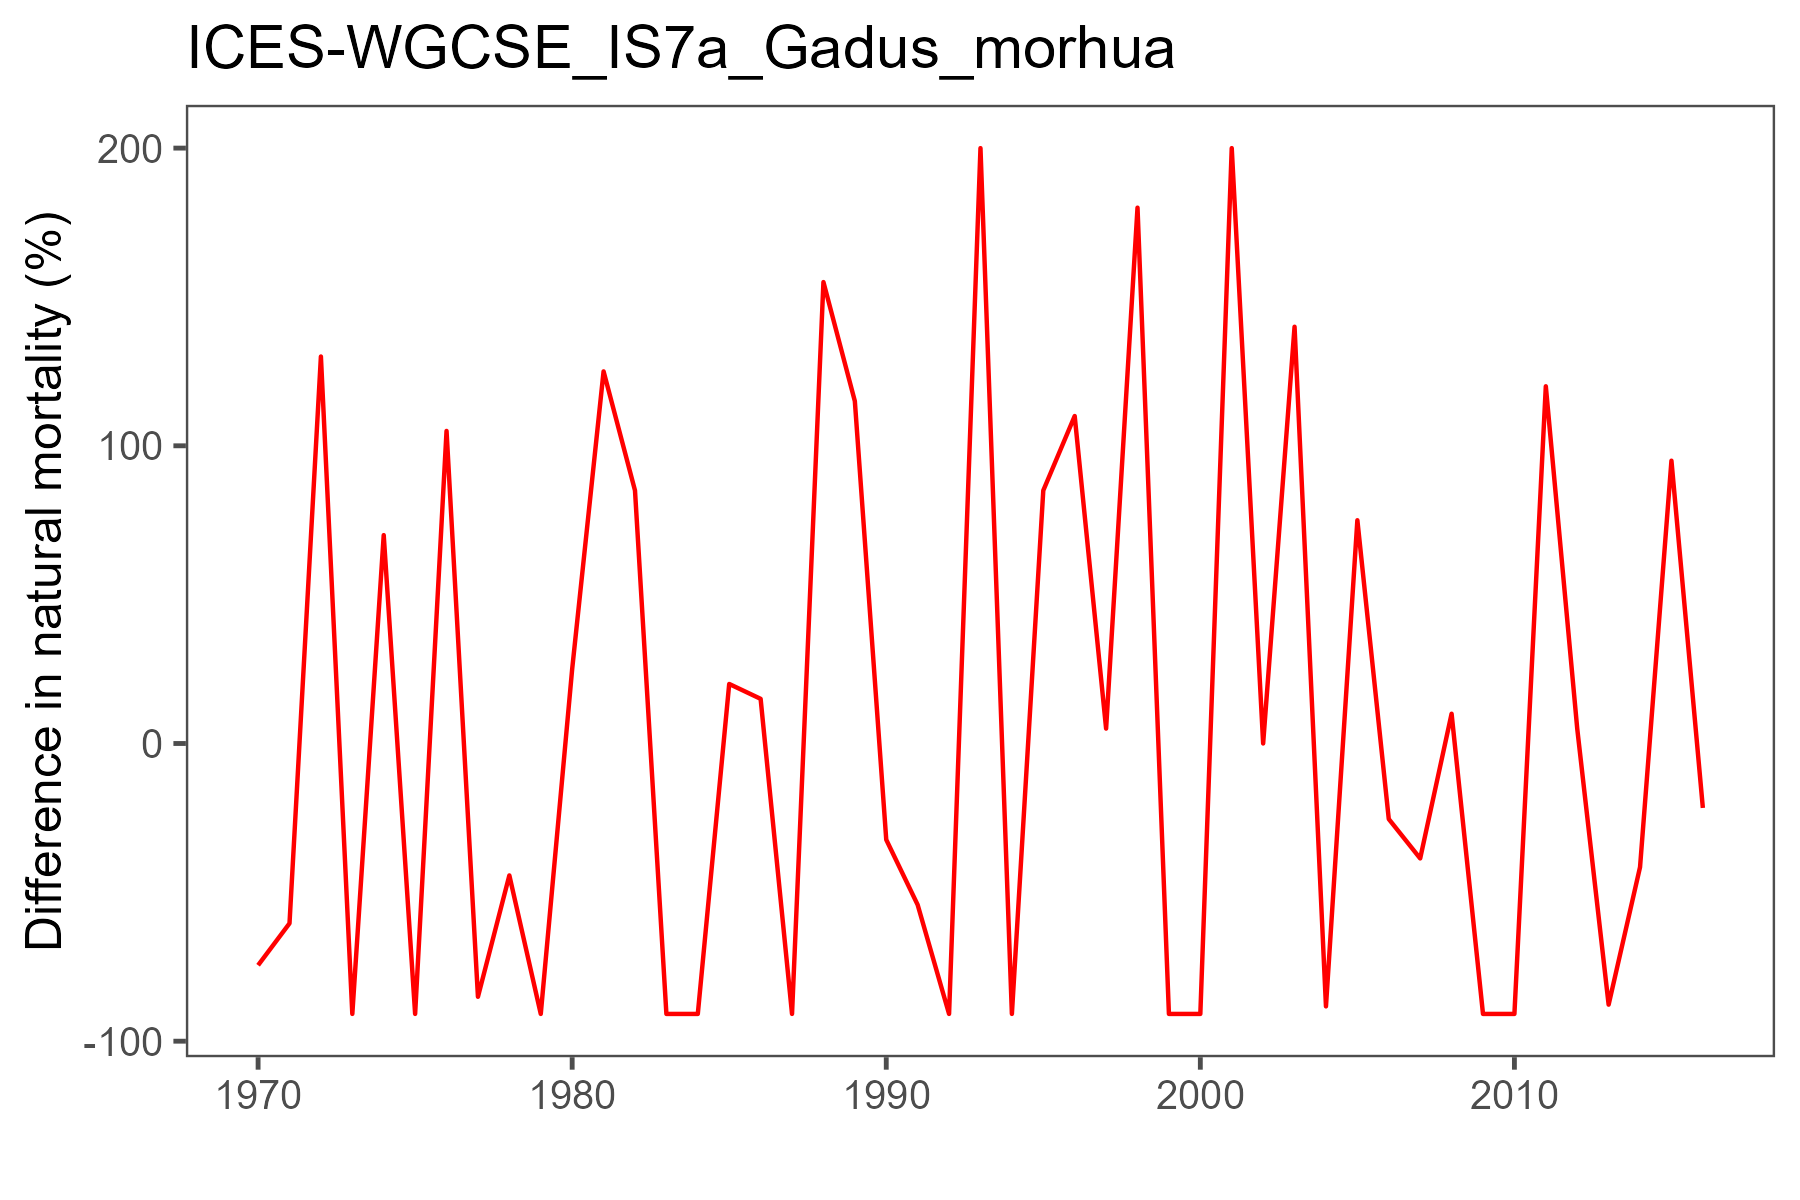 ICES-WGCSE_IS7a_Gadus_morhua
Difference in natural mortality (%)
200
100
0
-100
1970 1980 1990 2000 2010